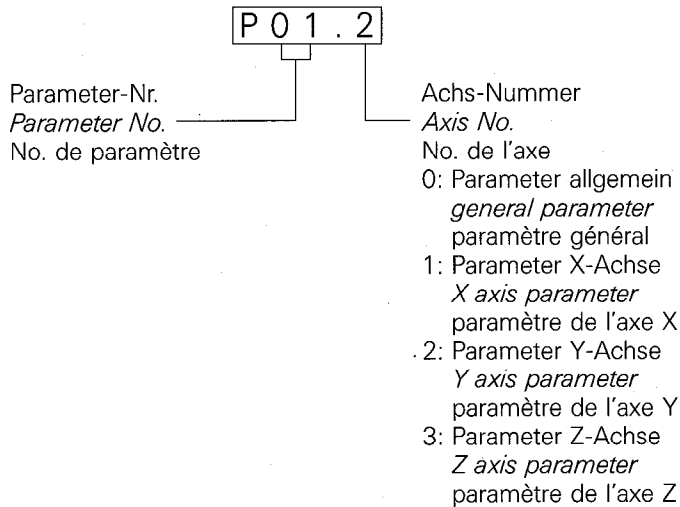 P01.2
Parameter-Nr.
Parameter No.
No. de paramètre
Achs-Nummer
Axis No.
No. de l'axe
0: Parameter allgemein
general parameter
paramètre général
1: Parameter X-Achse
X axis parameter
paramètre de l'axe X
2: Parameter Y-Achse
Y axis parameter
paramètre de l'axe Y
3: Parameter Z-Achse
Z axis parameter
paramètre de l'axe Z